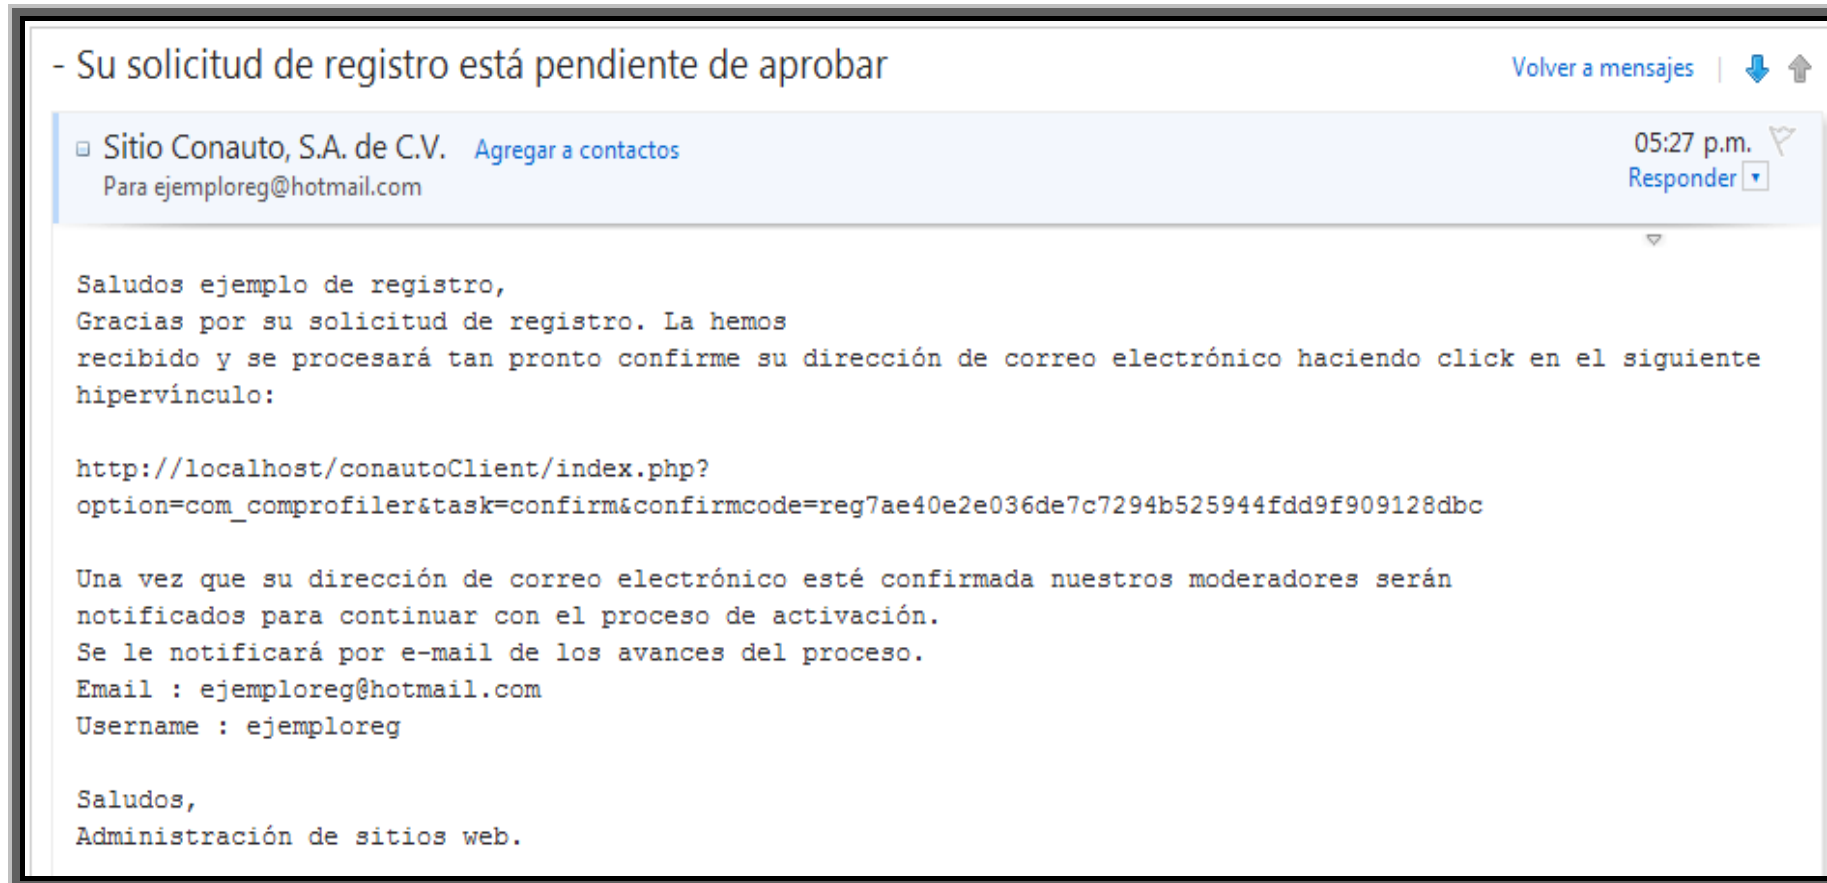 - Su solicitud de registro está pendiente de aprobar
Volver a mensajes |
Sitio Conauto, S.A. de C.V. Agregar a contactos
05:27 p.m.
Para ejemploreg@hotmail.com
Responder
Saludos ejemplo de registro,
Gracias por su solicitud de registro. La hemos
recibido y se procesará tan pronto confirme su dirección de correo electrónico haciendo click en el siguiente
hipervínculo:
http://localhost/conautoClient/index.php?
option=com_comprofiler&task=confirm&confirmcode=reg7ae40e2e036de7c7294b525944fdd9f909128dbc
Una vez que su dirección de correo electrónico esté confirmada nuestros moderadores serán
notificados para continuar con el proceso de activación.
Se le notificará por e-mail de los avances del proceso.
Email : ejemploreg@hotmail.com
Username : ejemploreg
Saludos,
Administración de sitios web.